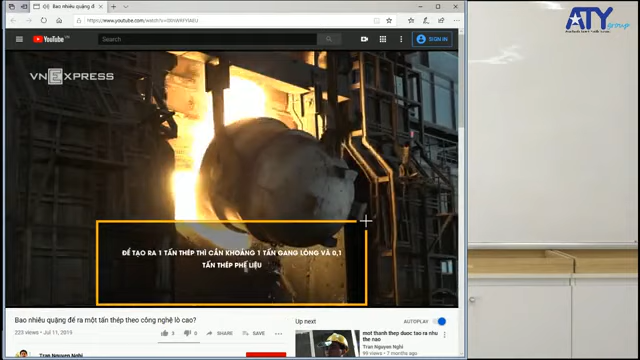 Bao nhiêu quặng để
https://www.youtube.com/watch?v=
YouTube
Search
SIGN IN
ATY group
VNEXPRESS
ĐỂ TẠO RA 1 TẤN THÉP THÌ CẦN KHOẢNG 1 TẤN GANG LỎNG VÀ 0,1
TẤN THÉP PHẾ LIỆU
Bao nhiêu quặng để ra một tấn thép theo công nghệ lò cao?
223 views • Jul 11, 2019
3
0
SHARE
SAVE
Up next
AUTOPLAY
Tran Nguyen Nghi
một thanh thép được tạo ra như
thế nào
Tran Nguyen Nghi
99 views • 7 months ago